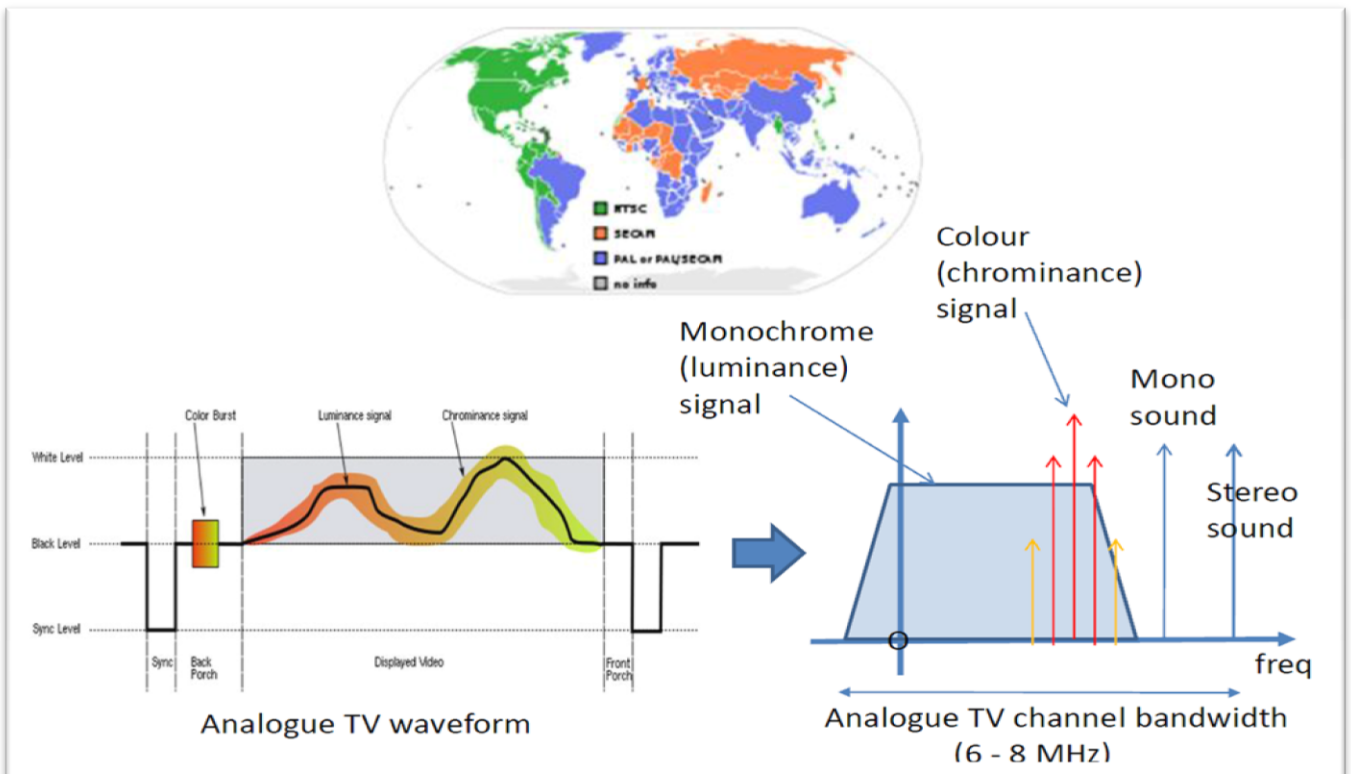 NTSC
SECAM
PAL or PAL/SECAM
no info
Colour
(chrominance)
signal
Monochrome
(luminance)
signal
Mono
sound
Stereo
sound
Color Burst
Luminance signal
Chrominance signal
White Level
Black Level
Sync Level
Sync
Back
Porch
Displayed Video
Front
Porch
O
freq
Analogue TV waveform
Analogue TV channel bandwidth
(6 - 8 MHz)